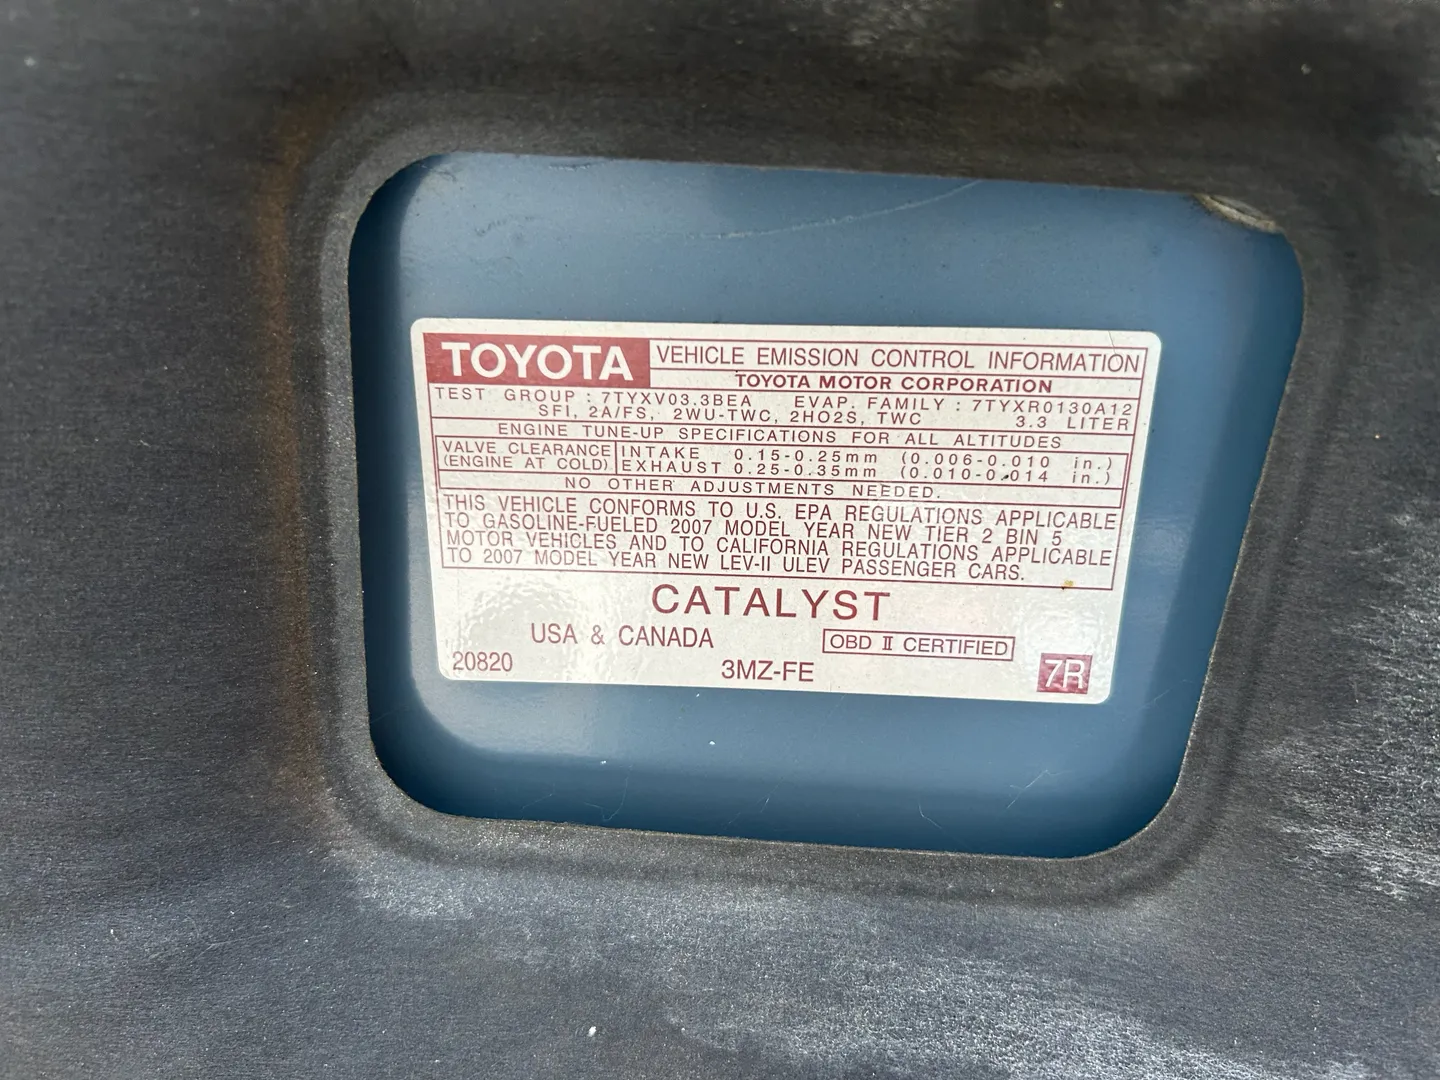 TOYOTA VEHICLE EMISSION CONTROL INFORMATION
TOYOTA MOTOR CORPORATION
TEST GROUP : 7TYXV03.3BEA EVAP. FAMILY : 7TYXR0130A12
SFI, 2A/FS, 2WU-TWC, 2HO2S, TWC 3.3 LITER
ENGINE TUNE-UP SPECIFICATIONS FOR ALL ALTITUDES
VALVE CLEARANCE INTAKE 0.15-0.25mm (0.006-0.010 in.)
(ENGINE AT COLD) EXHAUST 0.25-0.35mm (0.010-0.014 in.)
NO OTHER ADJUSTMENTS NEEDED.
THIS VEHICLE CONFORMS TO U.S. EPA REGULATIONS APPLICABLE
TO GASOLINE-FUELED 2007 MODEL YEAR NEW TIER 2 BIN 5
MOTOR VEHICLES AND TO CALIFORNIA REGULATIONS APPLICABLE
TO 2007 MODEL YEAR NEW LEV-II ULEV PASSENGER CARS.
CATALYST
USA & CANADA OBD II CERTIFIED
20820 3MZ-FE 7R